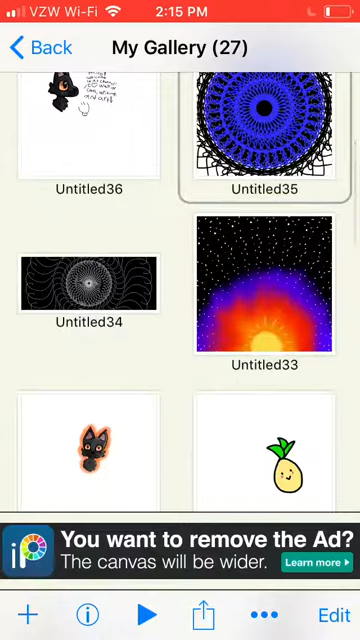 VZW Wi-Fi 2:15 PM
Back My Gallery (27)
Untitled36 Untitled35
Untitled34
Untitled33
You want to remove the Ad?
The canvas will be wider. Learn more
Edit